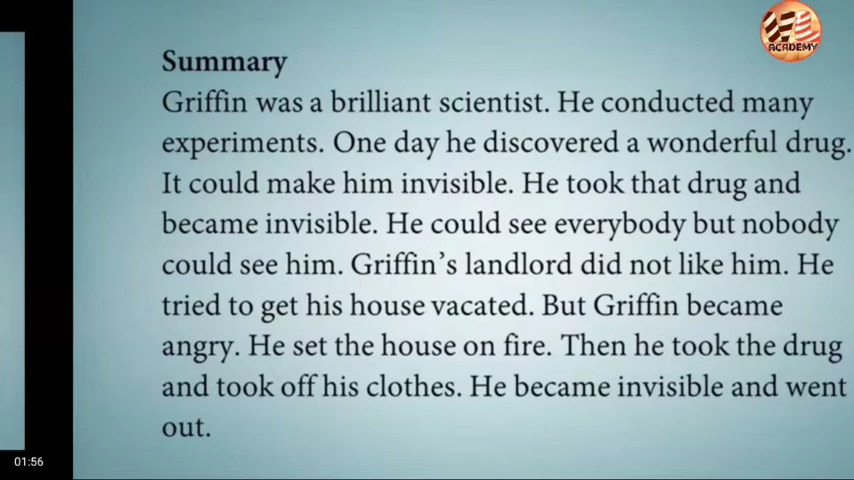 ACADEMY
Summary
Griffin was a brilliant scientist. He conducted many
experiments. One day he discovered a wonderful drug.
It could make him invisible. He took that drug and
became invisible. He could see everybody but nobody
could see him. Griffin’s landlord did not like him. He
tried to get his house vacated. But Griffin became
angry. He set the house on fire. Then he took the drug
and took off his clothes. He became invisible and went
out.
01:56